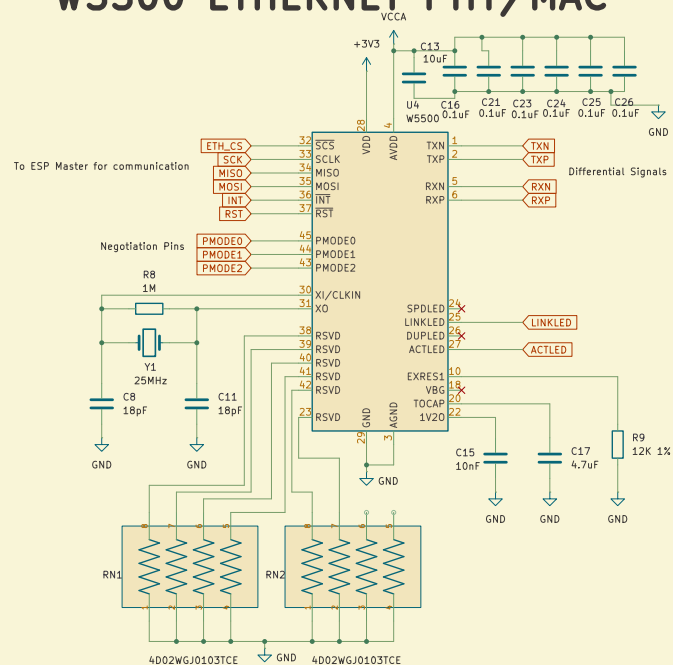 W5500 ETHERNET PHY/MAC
VCCA
+3V3
C13
10uF
U4
W5500
C16
0.1uF
C21
0.1uF
C23
0.1uF
C24
0.1uF
C25
0.1uF
C26
0.1uF
GND
28
4
VDD
AVDD
To ESP Master for communication
ETH_CS 32 SCS
SCK 33 SCLK
MISO 34 MISO
MOSI 35 MOSI
INT 36 INT
RST 37 RST
TXN 1 TXN
TXP 2 TXP
RXN 5 RXN
RXP 6 RXP
Differential Signals
Negotiation Pins
PMODE0 45 PMODE0
PMODE1 44 PMODE1
PMODE2 43 PMODE2
R8
1M
30 XI/CLKIN
31 XO
Y1
25MHz
C8
18pF
C11
18pF
GND
GND
38 RSVD
39 RSVD
40 RSVD
41 RSVD
42 RSVD
23 RSVD
SPDLED 24
LINKLED 25 LINKLED
DUPLED 26
ACTLED 27 ACTLED
EXRES1 10
VBG 18
TOCAP 20
1V2O 22
GND
AGND
29
3
GND
C15
10nF
C17
4.7uF
R9
12K 1%
GND
GND
GND
8 7 6 5
8 7 6 5
RN1
RN2
1 2 3 4
1 2 3 4
GND
4D02WGJ0103TCE
4D02WGJ0103TCE